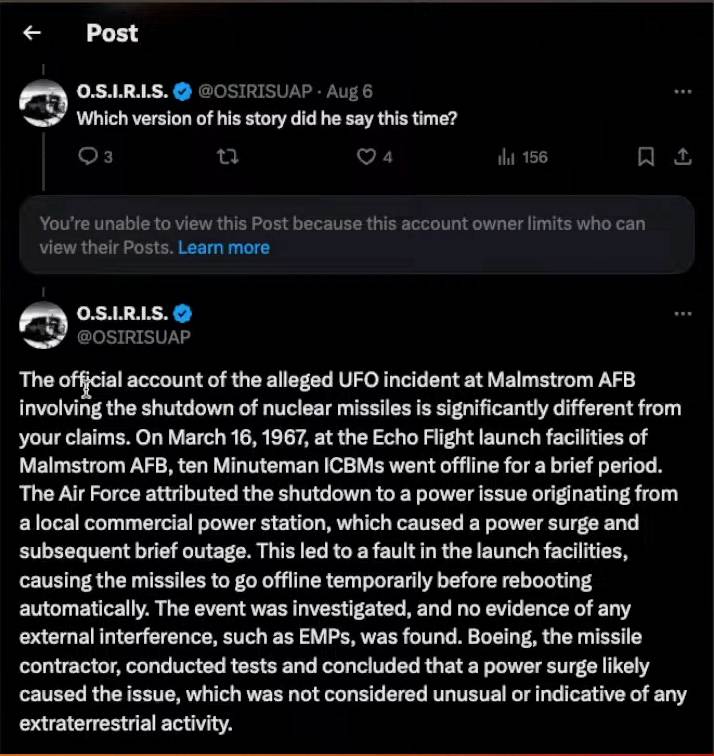 Post
O.S.I.R.I.S. @OSIRISUAP · Aug 6
Which version of his story did he say this time?
3 4 156
You're unable to view this Post because this account owner limits who can
view their Posts. Learn more
O.S.I.R.I.S.
@OSIRISUAP
The official account of the alleged UFO incident at Malmstrom AFB
involving the shutdown of nuclear missiles is significantly different from
your claims. On March 16, 1967, at the Echo Flight launch facilities of
Malmstrom AFB, ten Minuteman ICBMs went offline for a brief period.
The Air Force attributed the shutdown to a power issue originating from
a local commercial power station, which caused a power surge and
subsequent brief outage. This led to a fault in the launch facilities,
causing the missiles to go offline temporarily before rebooting
automatically. The event was investigated, and no evidence of any
external interference, such as EMPs, was found. Boeing, the missile
contractor, conducted tests and concluded that a power surge likely
caused the issue, which was not considered unusual or indicative of any
extraterrestrial activity.